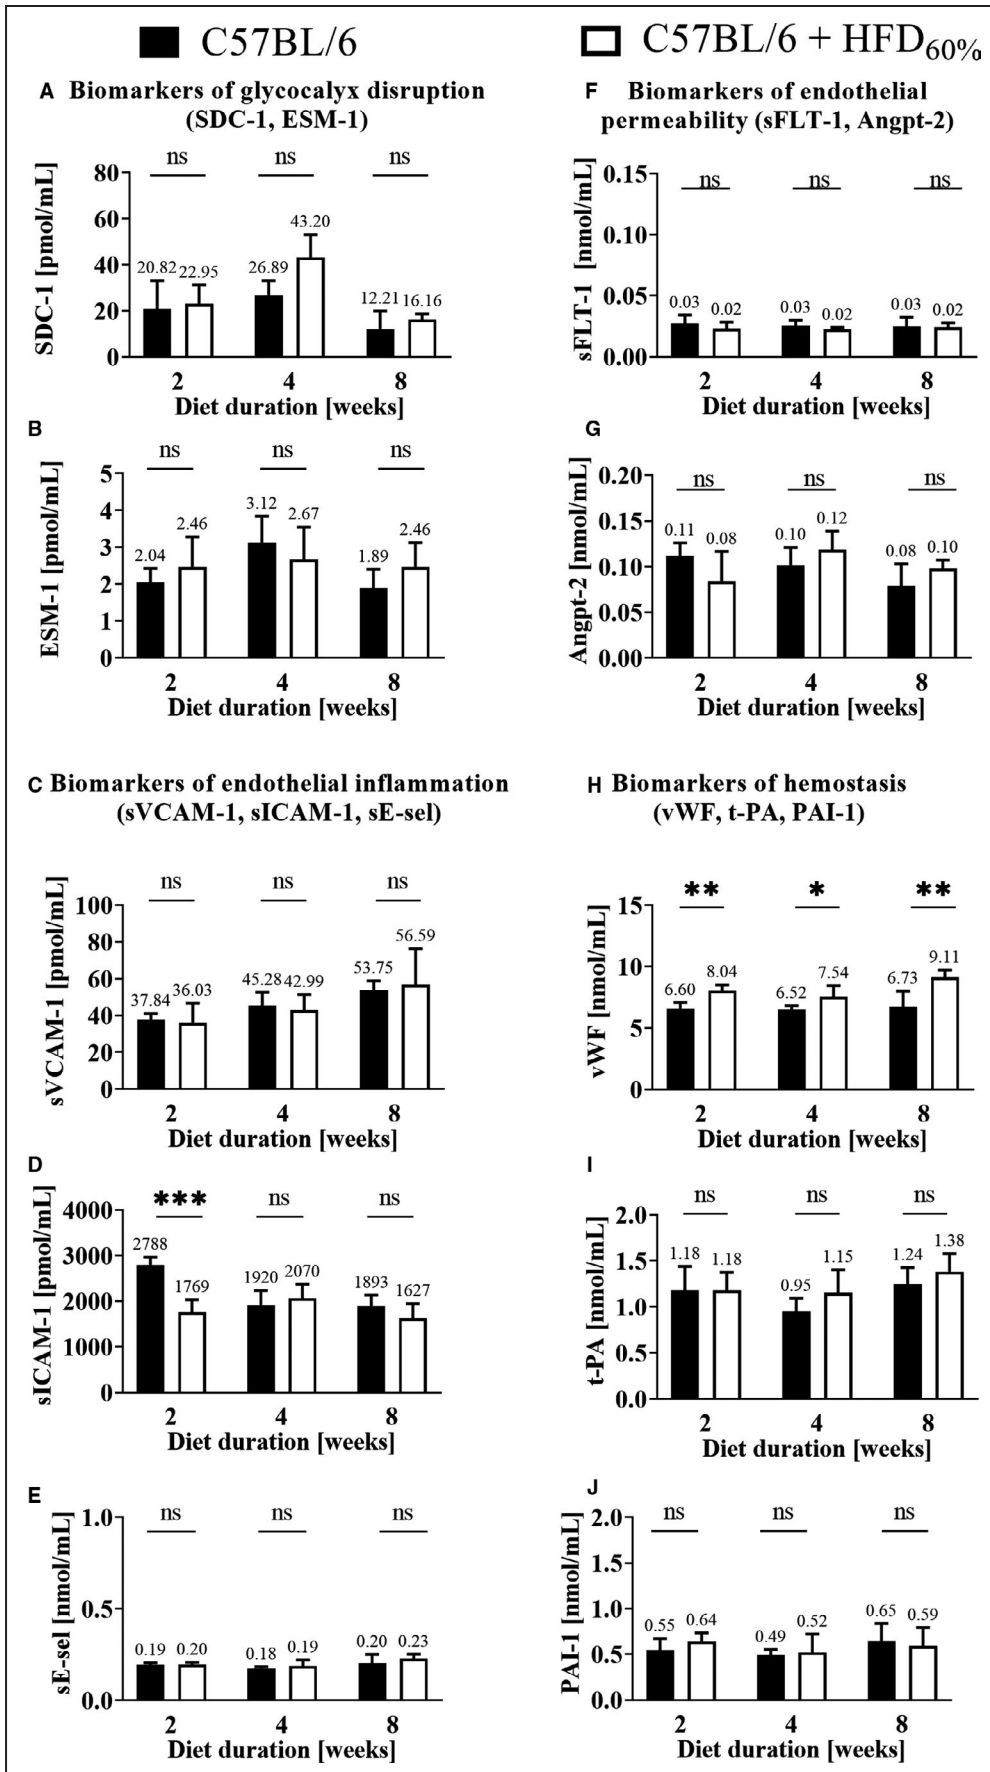 C57BL/6
C57BL/6 + HFD60%
A Biomarkers of glycocalyx disruption
(SDC-1, ESM-1)
SDC-1 [pmol/mL]
ns ns ns
80
60
40
20
0
20.82 22.95 26.89 43.20 12.21 16.16
2 4 8
Diet duration [weeks]
B
ESM-1 [pmol/mL]
ns ns ns
5
4
3
2
1
0
2.04 2.46 3.12 2.67 1.89 2.46
2 4 8
Diet duration [weeks]
C Biomarkers of endothelial inflammation
(sVCAM-1, sICAM-1, sE-sel)
sVCAM-1 [pmol/mL]
ns ns ns
100
80
60
40
20
0
37.84 36.03 45.28 42.99 53.75 56.59
2 4 8
Diet duration [weeks]
D
sICAM-1 [pmol/mL]
*** ns ns
4000
3000
2000
1000
0
2788 1769 1920 2070 1893 1627
2 4 8
Diet duration [weeks]
E
sE-sel [nmol/mL]
ns ns ns
1.0
0.5
0.0
0.19 0.20 0.18 0.19 0.20 0.23
2 4 8
Diet duration [weeks]
F Biomarkers of endothelial
permeability (sFLT-1, Angpt-2)
sFLT-1 [nmol/mL]
ns ns ns
0.15
0.10
0.05
0.00
0.03 0.02 0.03 0.02 0.03 0.02
2 4 8
Diet duration [weeks]
G
Angpt-2 [nmol/mL]
ns ns ns
0.20
0.15
0.10
0.05
0.00
0.11 0.08 0.10 0.12 0.08 0.10
2 4 8
Diet duration [weeks]
H Biomarkers of hemostasis
(vWF, t-PA, PAI-1)
vWF [nmol/mL]
** * **
15
10
5
0
6.60 8.04 6.52 7.54 6.73 9.11
2 4 8
Diet duration [weeks]
I
t-PA [nmol/mL]
ns ns ns
2.0
1.5
1.0
0.5
0.0
1.18 1.18 0.95 1.15 1.24 1.38
2 4 8
Diet duration [weeks]
J
PAI-1 [nmol/mL]
ns ns ns
2.0
1.5
1.0
0.5
0.0
0.55 0.64 0.49 0.52 0.65 0.59
2 4 8
Diet duration [weeks]